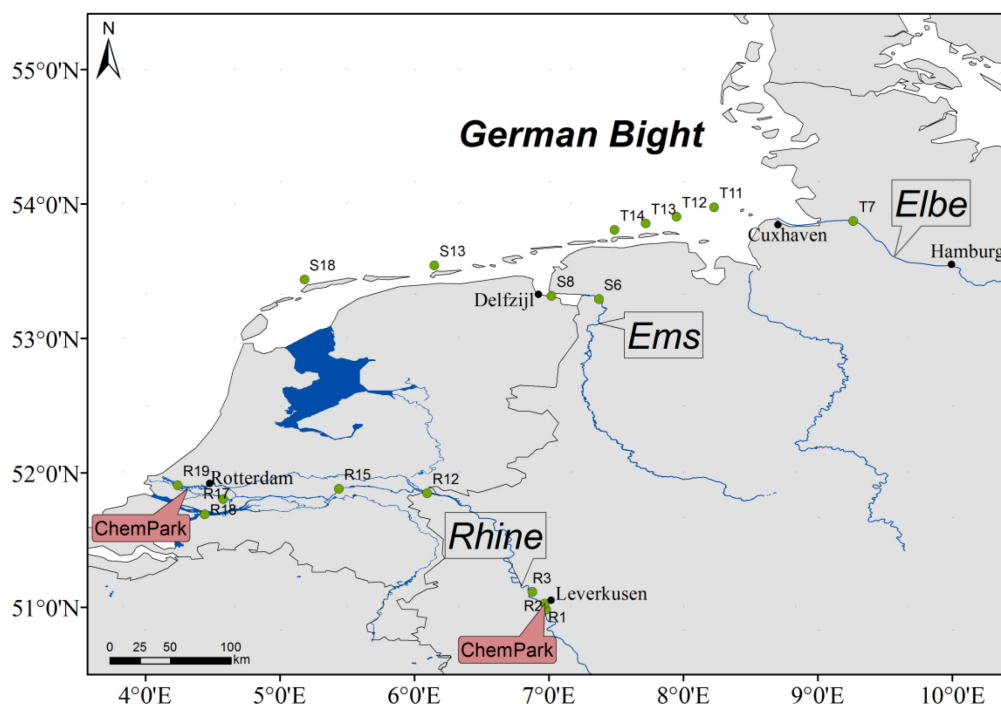 N
55°0'N
German Bight
54°0'N
T14
T13
T12
T11
T7
Elbe
Cuxhaven
Hamburg
S18
S13
S8
S6
Delfzijl
53°0'N
Ems
52°0'N
R19
Rotterdam
R17
R18
R15
R12
ChemPark
Rhine
R3
Leverkusen
R2
R1
51°0'N
ChemPark
0 25 50 100
km
4°0'E 5°0'E 6°0'E 7°0'E 8°0'E 9°0'E 10°0'E